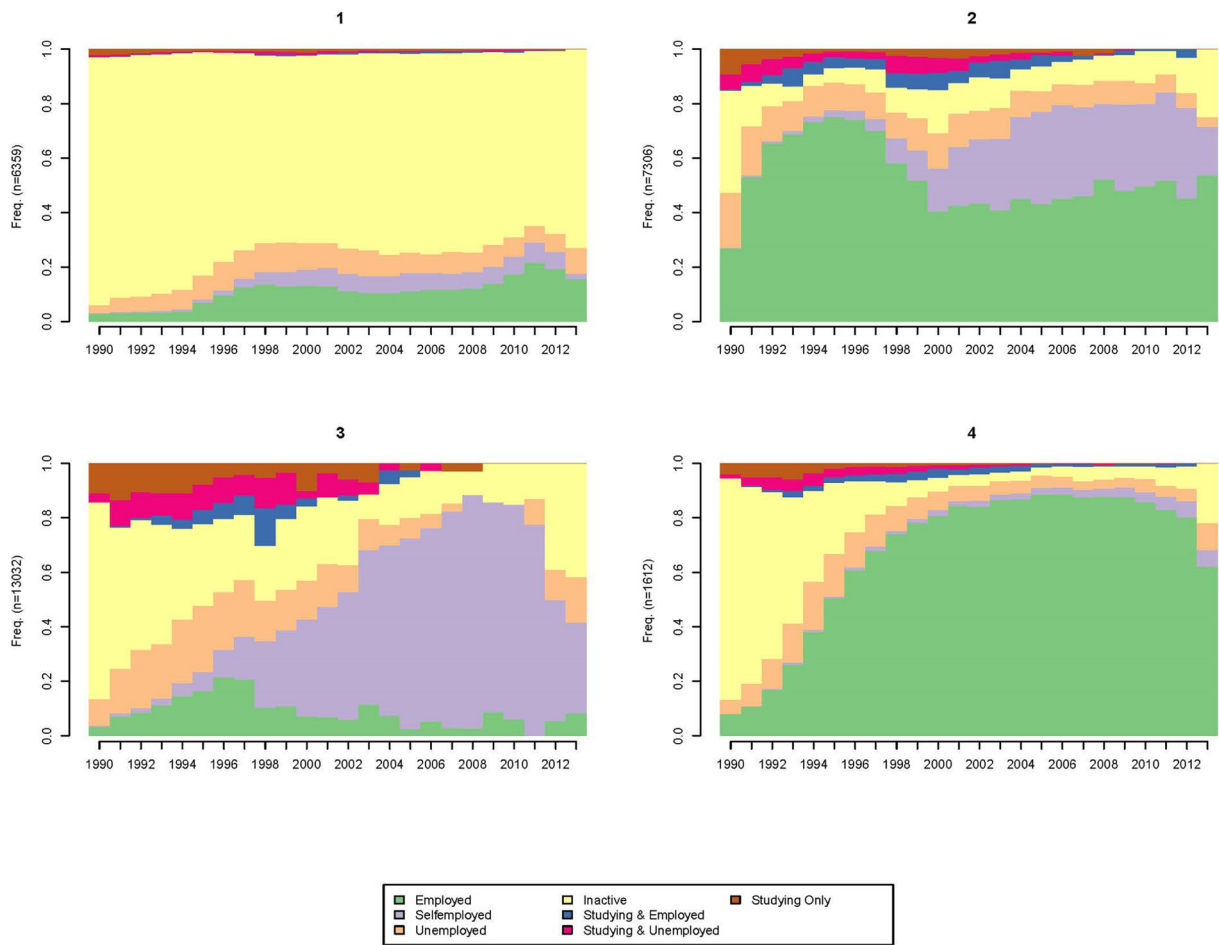 1
2
Freq. (n=6359)
0.0 0.2 0.4 0.6 0.8 1.0
1990 1992 1994 1996 1998 2000 2002 2004 2006 2008 2010 2012
Freq. (n=7306)
0.0 0.2 0.4 0.6 0.8 1.0
1990 1992 1994 1996 1998 2000 2002 2004 2006 2008 2010 2012
3
4
Freq. (n=13032)
0.0 0.2 0.4 0.6 0.8 1.0
1990 1992 1994 1996 1998 2000 2002 2004 2006 2008 2010 2012
Freq. (n=1612)
0.0 0.2 0.4 0.6 0.8 1.0
1990 1992 1994 1996 1998 2000 2002 2004 2006 2008 2010 2012
Employed Inactive Studying Only
Selfemployed Studying & Employed
Unemployed Studying & Unemployed